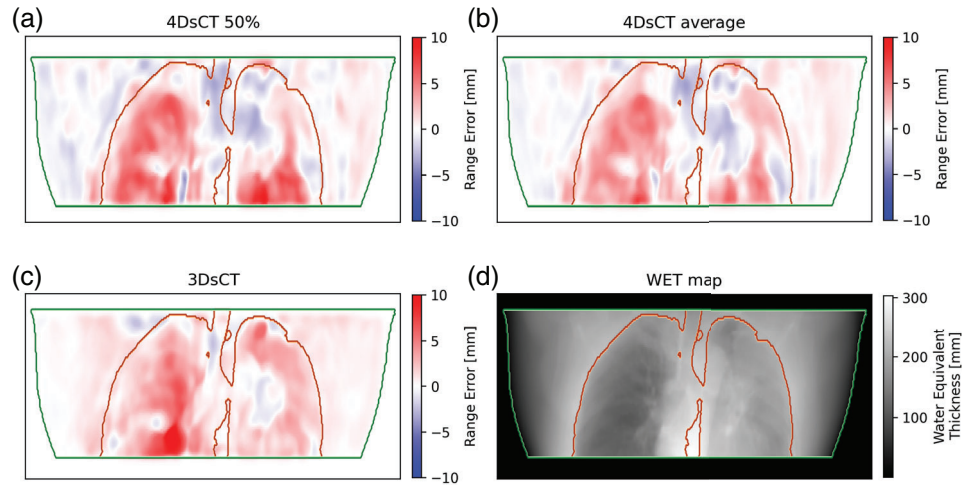 (a)
4DsCT 50%
10
5
0
−5
−10
Range Error [mm]
(b)
4DsCT average
10
5
0
−5
−10
Range Error [mm]
(c)
3DsCT
10
5
0
−5
−10
Range Error [mm]
(d)
WET map
300
200
100
Water Equivalent
Thickness [mm]